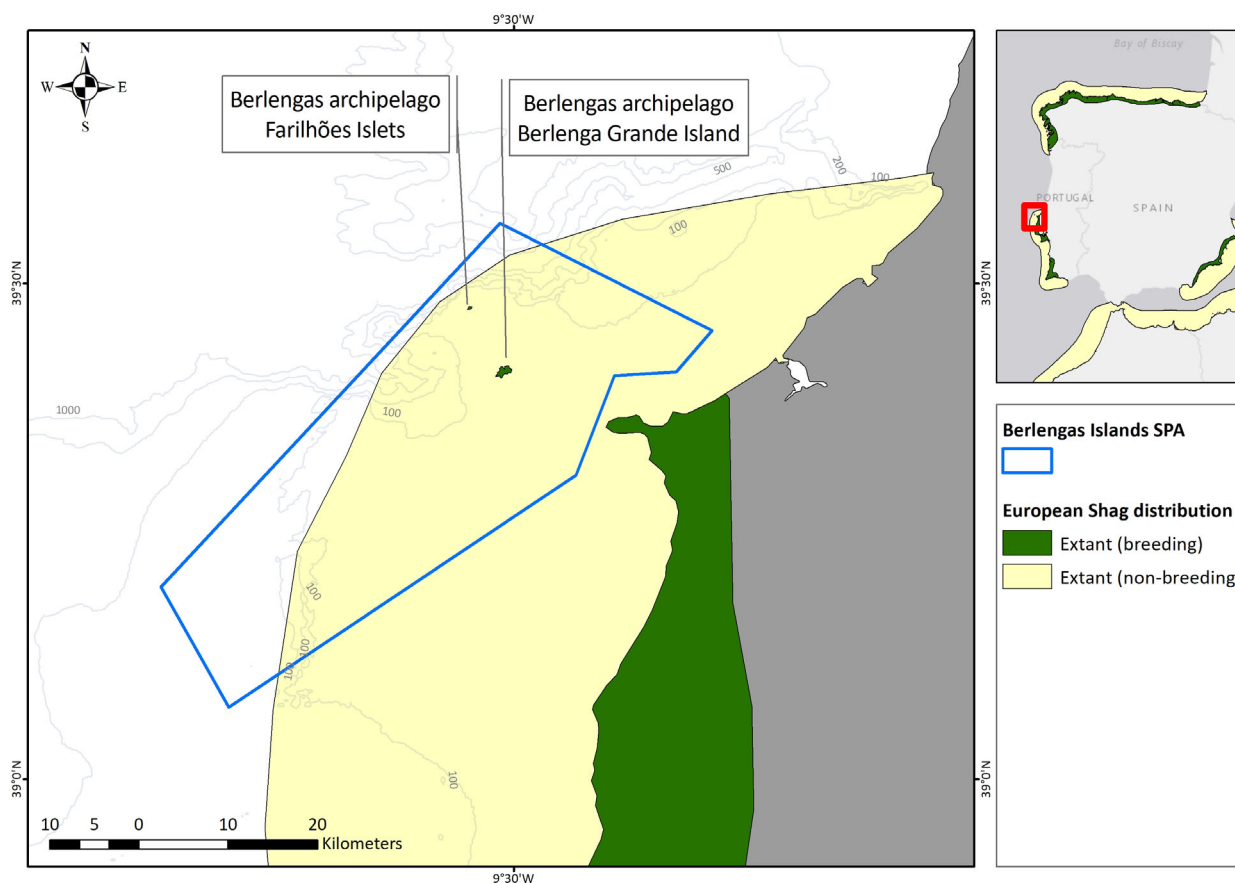 9°30'W
N
W E
S
Berlengas archipelago
Farilhões Islets
Berlengas archipelago
Berlenga Grande Island
500
200
100
100
39°30'N
39°30'N
1000
100
100
100
100
100
39°0'N
39°0'N
10 5 0 10 20
Kilometers
9°30'W
Bay of Biscay
PORTUGAL
SPAIN
Berlengas Islands SPA
European Shag distribution
Extant (breeding)
Extant (non-breeding